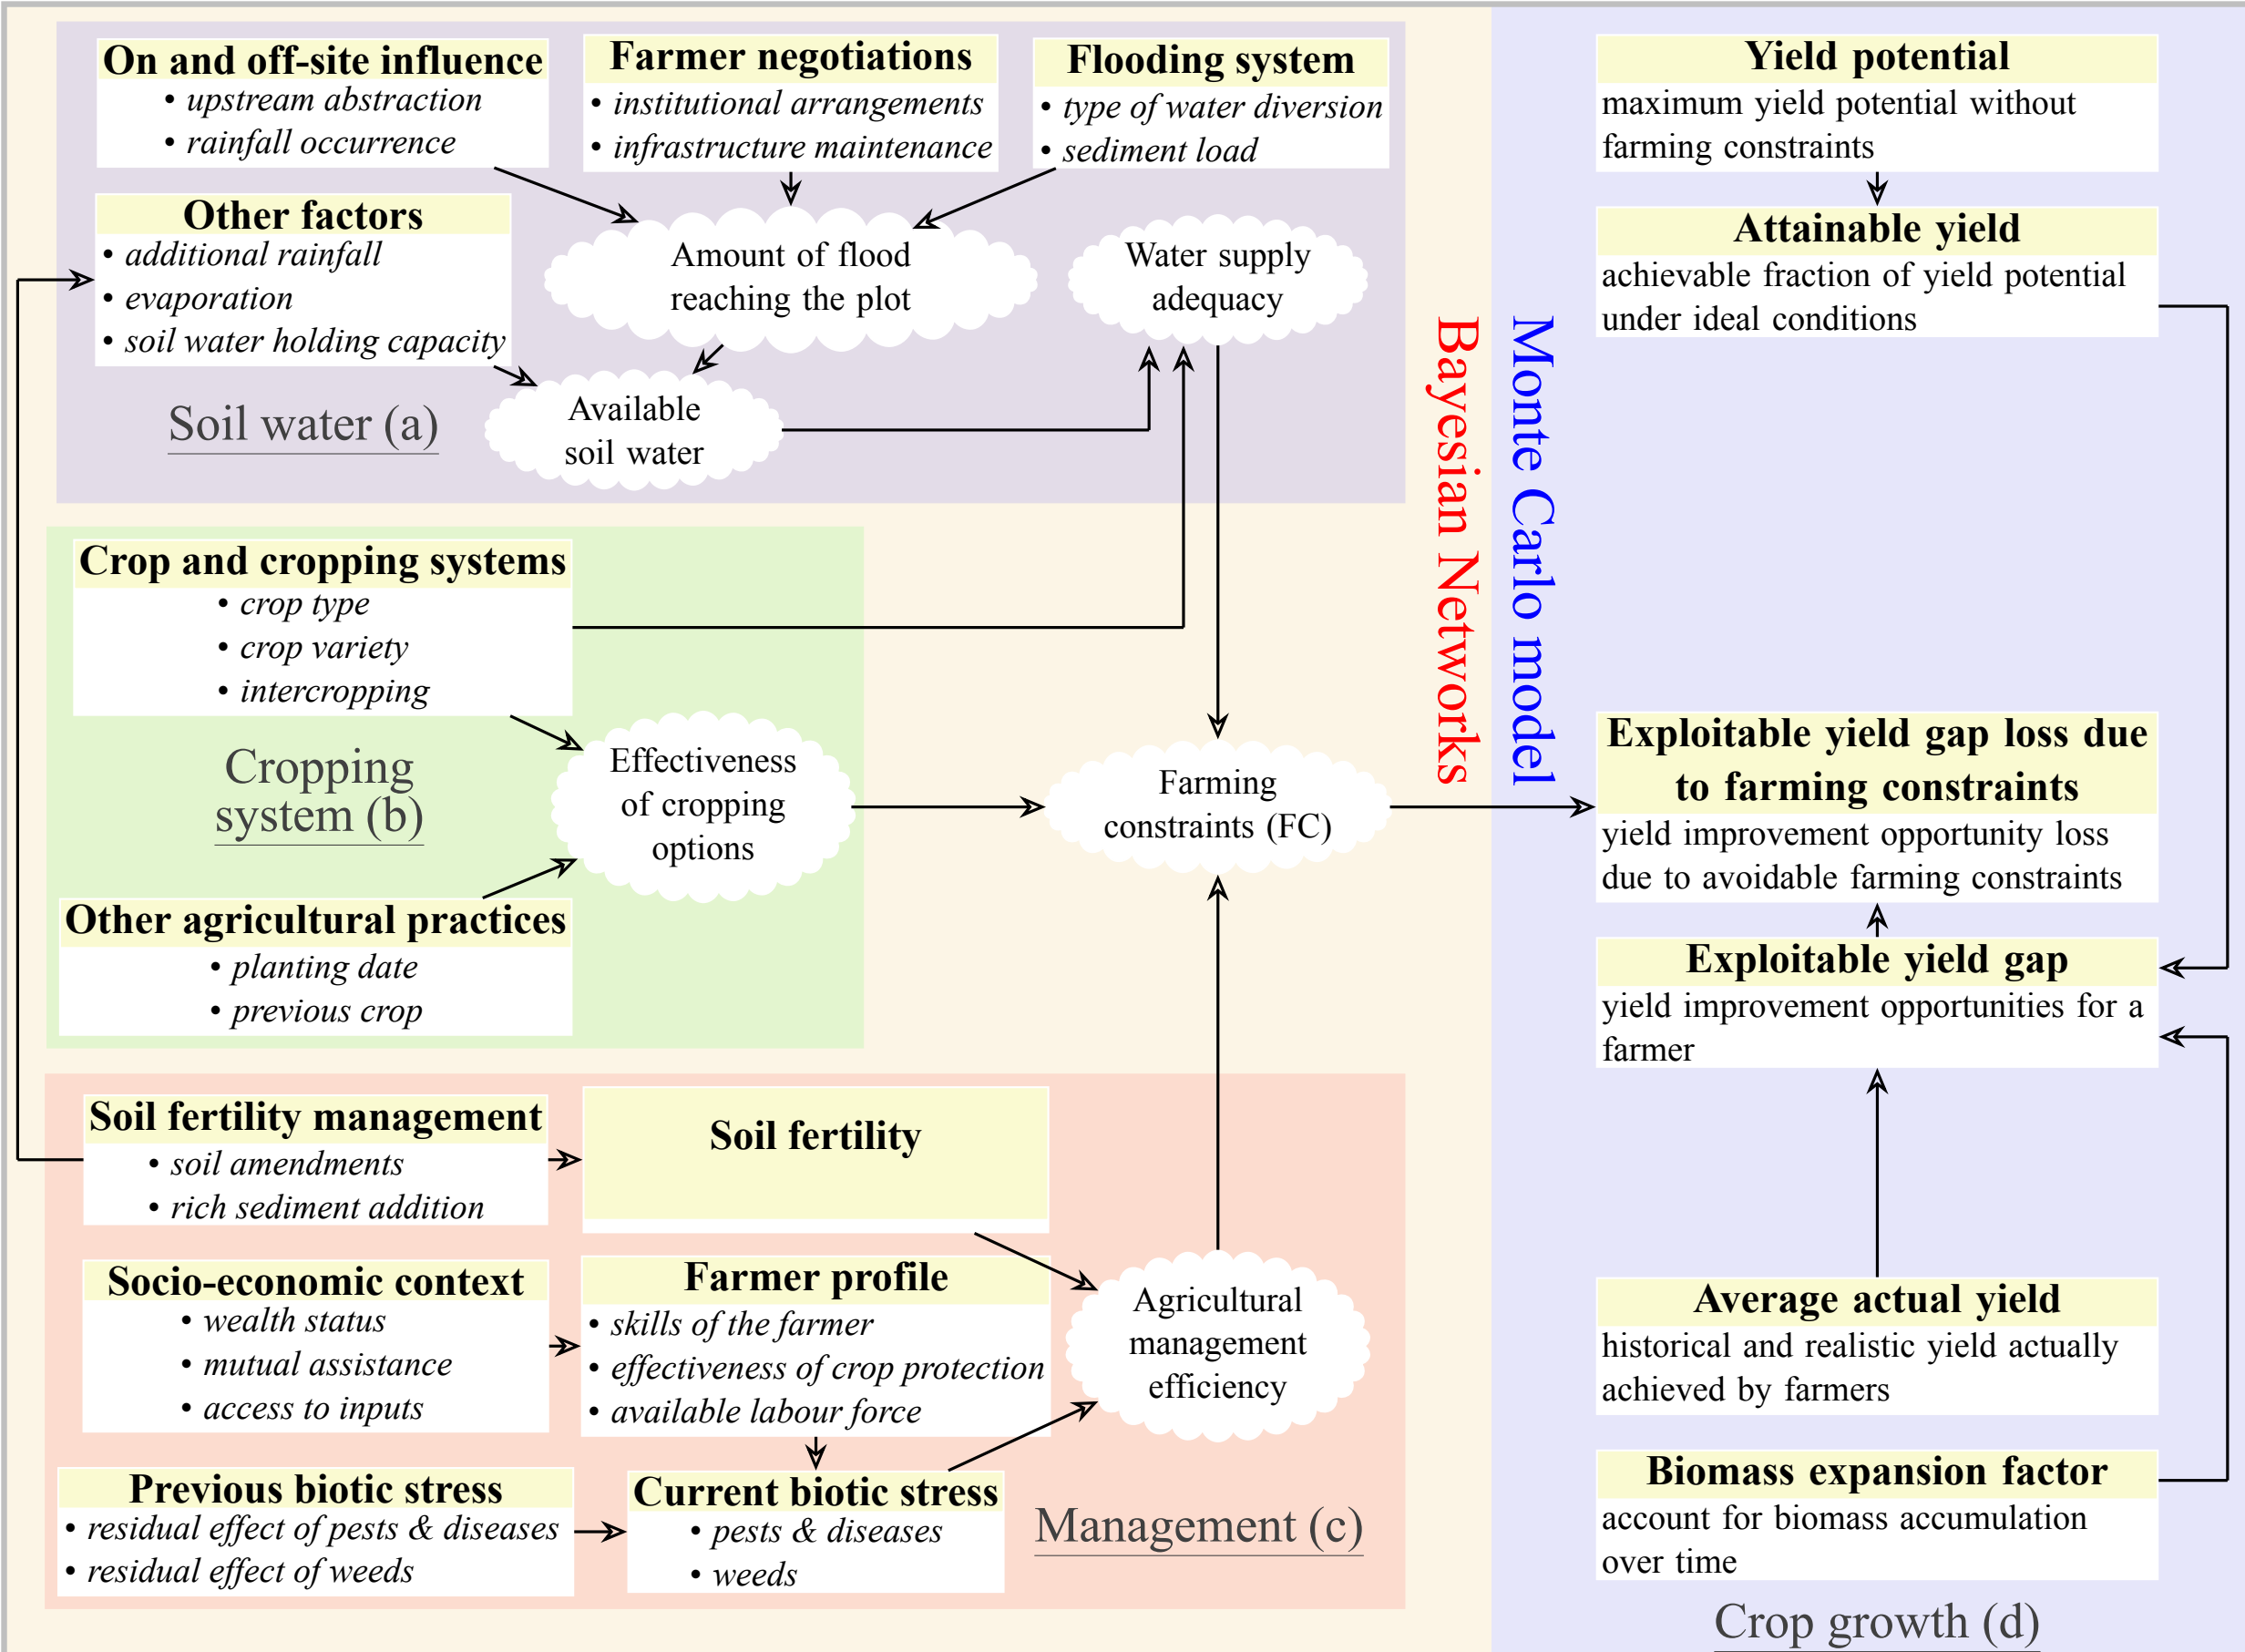 On and off-site influence
• upstream abstraction
• rainfall occurrence
Farmer negotiations
• institutional arrangements
• infrastructure maintenance
Flooding system
• type of water diversion
• sediment load
Other factors
• additional rainfall
• evaporation
• soil water holding capacity
Amount of flood
reaching the plot
Water supply
adequacy
Available
soil water
Soil water (a)
Crop and cropping systems
• crop type
• crop variety
• intercropping
Cropping
system (b)
Effectiveness
of cropping
options
Other agricultural practices
• planting date
• previous crop
Farming
constraints (FC)
Soil fertility management
• soil amendments
• rich sediment addition
Soil fertility
Socio-economic context
• wealth status
• mutual assistance
• access to inputs
Farmer profile
• skills of the farmer
• effectiveness of crop protection
• available labour force
Agricultural
management
efficiency
Previous biotic stress
• residual effect of pests & diseases
• residual effect of weeds
Current biotic stress
• pests & diseases
• weeds
Management (c)
Bayesian Networks
Monte Carlo model
Yield potential
maximum yield potential without
farming constraints
Attainable yield
achievable fraction of yield potential
under ideal conditions
Exploitable yield gap loss due
to farming constraints
yield improvement opportunity loss
due to avoidable farming constraints
Exploitable yield gap
yield improvement opportunities for a
farmer
Average actual yield
historical and realistic yield actually
achieved by farmers
Biomass expansion factor
account for biomass accumulation
over time
Crop growth (d)